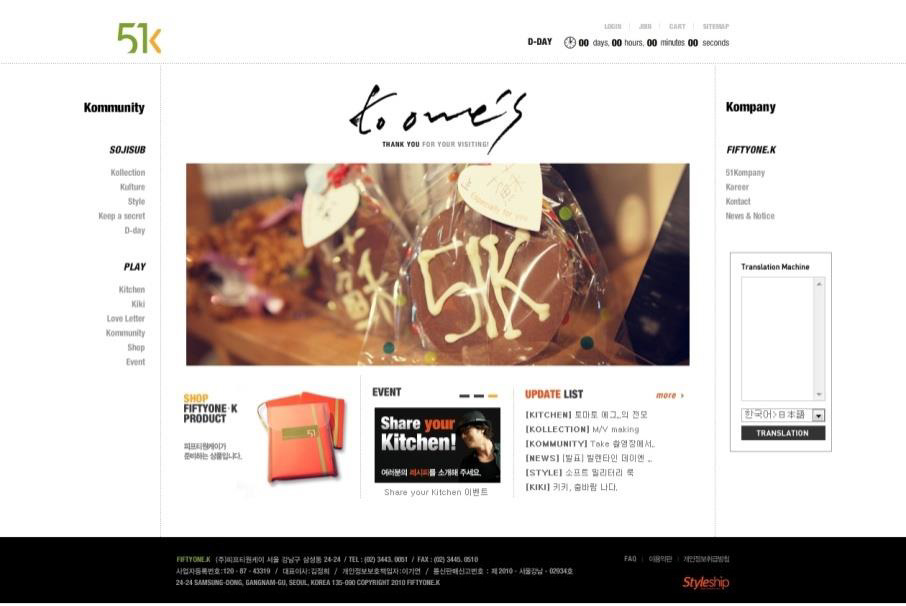 51K
LOGIN | JOIN | CART | SITEMAP
D-DAY 00 days, 00 hours, 00 minutes 00 seconds
Kommunity
SOJISUB
Kollection
Kulture
Style
Keep a secret
D-day
PLAY
Kitchen
Kiki
Love Letter
Kommunity
Shop
Event
to one's
THANK YOU FOR YOUR VISITING!
Especially for you
51K
Kompany
FIFTYONE.K
51Kompany
Kareer
Kontact
News & Notice
Translation Machine
한국어>日本語
TRANSLATION
SHOP
FIFTYONE K
PRODUCT
피프티원케이가
준비하는 상품입니다.
51
EVENT
Share your
Kitchen!
여러분의 레시피를 소개해 주세요.
Share your Kitchen 이벤트
UPDATE LIST more >
[KITCHEN] 토마토 에그,,의 전모
[KOLLECTION] M/V making
[KOMMUNITY] Take 촬영장에서..
[NEWS] [발표] 발렌타인 데이엔 ..
[STYLE] 소프트 밀리터리 룩
[KIKI] 키키, 춤바람 나다.
FIFTYONE.K (주)피프티원케이 서울 강남구 삼성동 24-24 / TEL : (02) 3443. 0051 / FAX : (02) 3445. 0510
사업자등록번호:120 - 87 - 43319 / 대표이사:김정희 / 개인정보보호책임자:이기연 / 통신판매신고번호 : 제 2010 - 서울강남 - 02934호
24-24 SAMSUNG-DONG, GANGNAM-GU, SEOUL, KOREA 135-090 COPYRIGHT 2010 FIFTYONE.K
FAQ | 이용약관 | 개인정보취급방침
Styleship